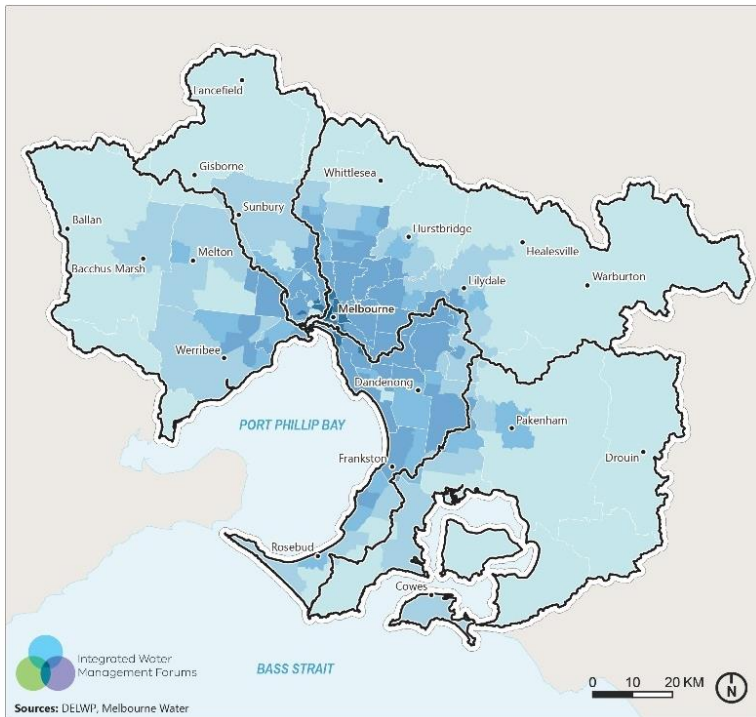 Lancefield
Gisborne
Whittlesea
Sunbury
Ballan
Hurstbridge
Healesville
Melton
Bacchus Marsh
Lilydale
Warburton
Melbourne
Werribee
Dandenong
PORT PHILLIP BAY
Pakenham
Drouin
Frankston
Rosebud
Cowes
Integrated Water
Management Forums
BASS STRAIT
0 10 20 KM
N
Sources: DELWP, Melbourne Water